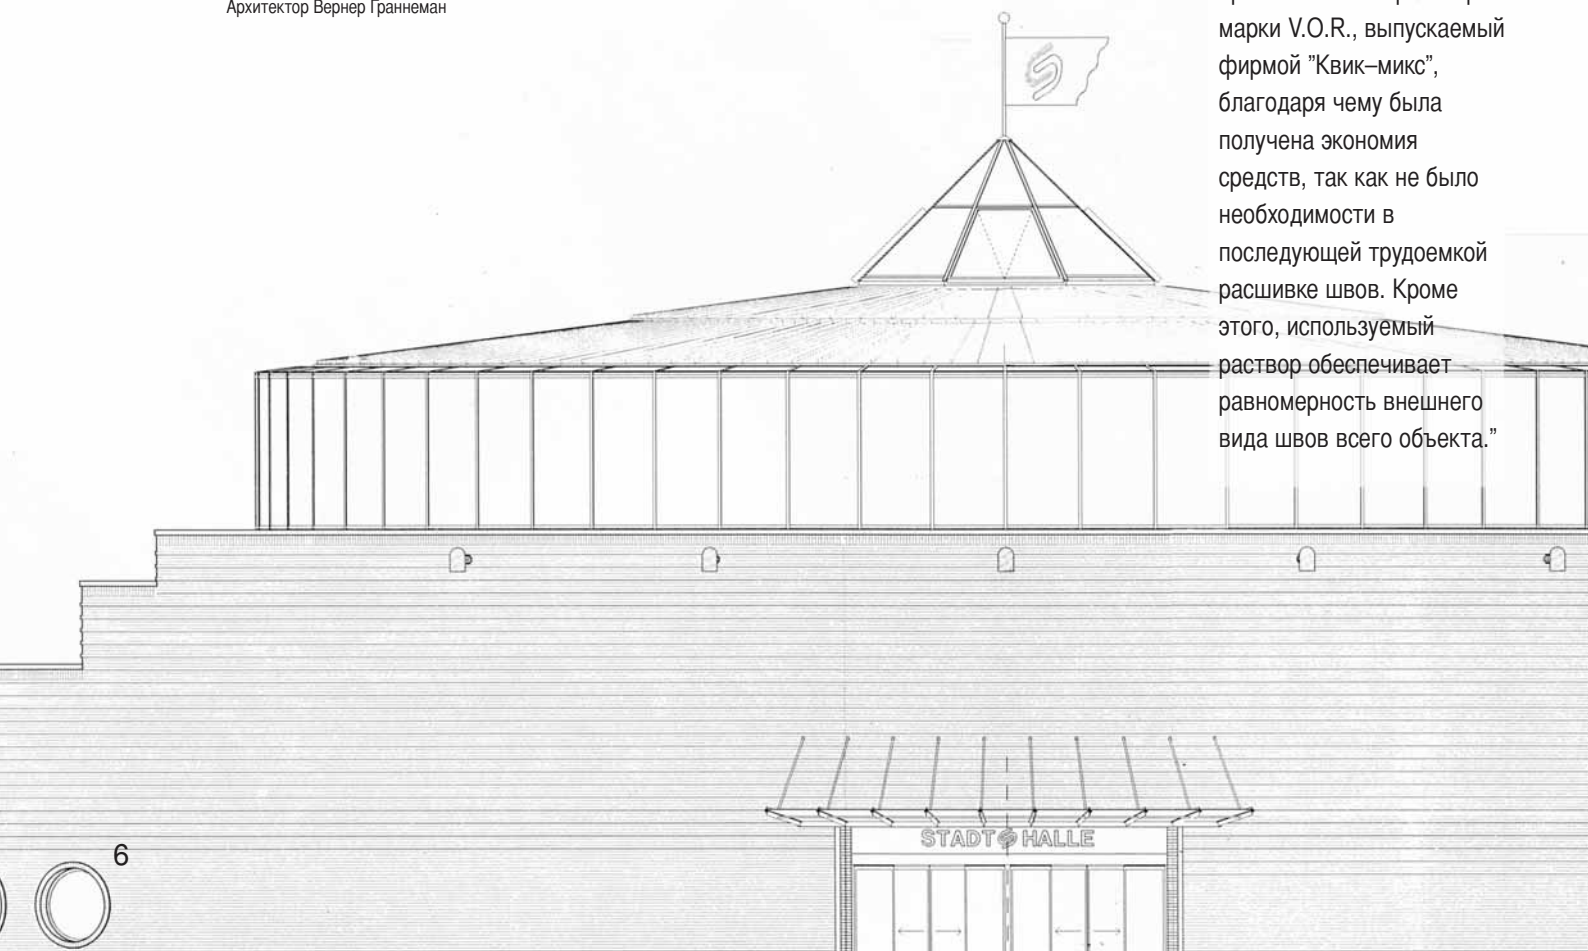 Архитектор Вернер Граннеман
марки V.O.R., выпускаемый
фирмой "Квик–микс",
благодаря чему была
получена экономия
средств, так как не было
необходимости в
последующей трудоемкой
расшивке швов. Кроме
этого, используемый
раствор обеспечивает
равномерность внешнего
вида швов всего объекта.”
STADT HALLE
6